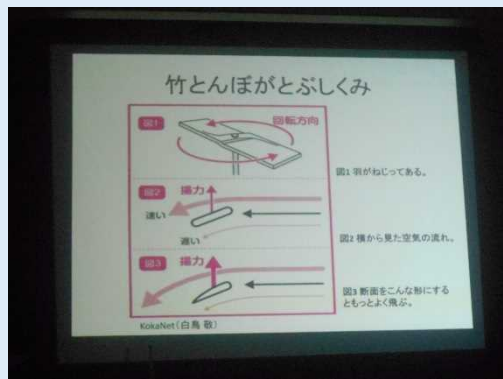 竹とんぼがとぶしくみ
図1
回転方向
図1 羽がねじってある。
図2
揚力
速い
遅い
図2 横から見た空気の流れ。
図3
揚力
図3 断面をこんな形にする
ともっとよく飛ぶ。
KokaNet(白鳥 敬)